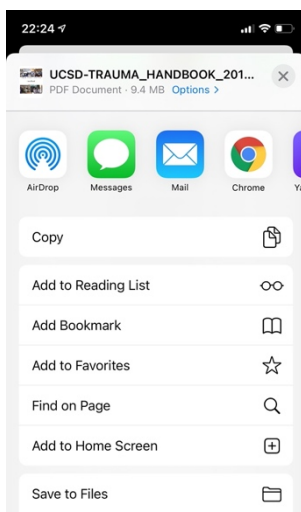 22:24
UCSD-TRAUMA_HANDBOOK_201...
PDF Document · 9.4 MB Options >
AirDrop Messages Mail Chrome
Copy
Add to Reading List
Add Bookmark
Add to Favorites
Find on Page
Add to Home Screen
Save to Files